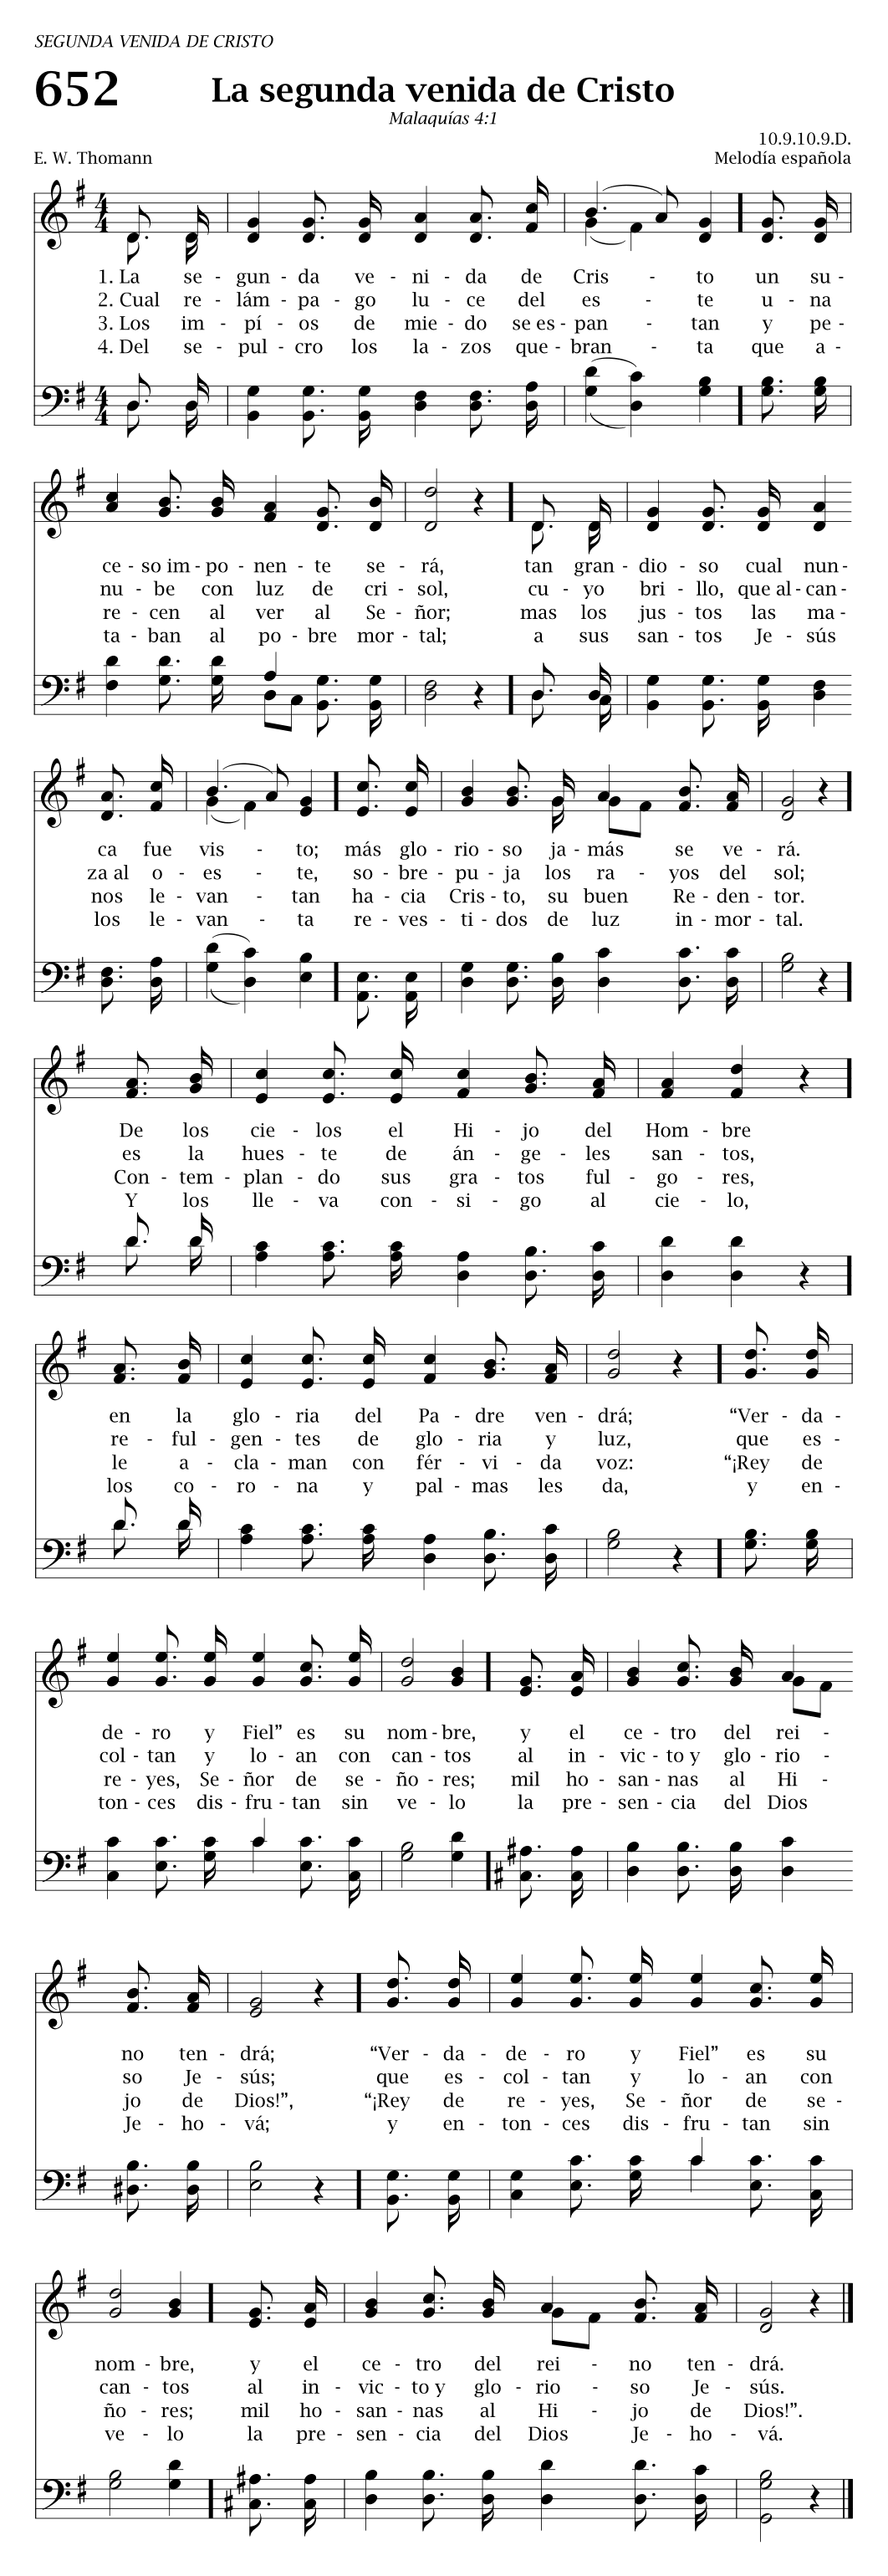 SEGUNDA VENIDA DE CRISTO
652 La segunda venida de Cristo
Malaquías 4:1
10.9.10.9.D.
E. W. Thomann Melodía española
1. La se - gun - da ve - ni - da de Cris - to un su -
2. Cual re - lám - pa - go lu - ce del es - te u - na
3. Los im - pí - os de mie - do se es - pan - tan y pe -
4. Del se - pul - cro los la - zos que - bran - ta que a -
ce - so im - po - nen - te se - rá, tan gran - dio - so cual nun -
nu - be con luz de cri - sol, cu - yo bri - llo, que al - can -
re - cen al ver al Se - ñor; mas los jus - tos las ma -
ta - ban al po - bre mor - tal; a sus san - tos Je - sús
ca fue vis - to; más glo - rio - so ja - más se ve - rá.
za al o - es - te, so - bre - pu - ja los ra - yos del sol;
nos le - van - tan ha - cia Cris - to, su buen Re - den - tor.
los le - van - ta re - ves - ti - dos de luz in - mor - tal.
De los cie - los el Hi - jo del Hom - bre
es la hues - te de án - ge - les san - tos,
Con - tem - plan - do sus gra - tos ful - go - res,
Y los lle - va con - si - go al cie - lo,
en la glo - ria del Pa - dre ven - drá; “Ver - da -
re - ful - gen - tes de glo - ria y luz, que es -
le a - cla - man con fér - vi - da voz: “¡Rey de
los co - ro - na y pal - mas les da, y en -
de - ro y Fiel” es su nom - bre, y el ce - tro del rei -
col - tan y lo - an con can - tos al in - vic - to y glo - rio -
re - yes, Se - ñor de se - ño - res; mil ho - san - nas al Hi -
ton - ces dis - fru - tan sin ve - lo la pre - sen - cia del Dios
no ten - drá; “Ver - da - de - ro y Fiel” es su
so Je - sús; que es - col - tan y lo - an con
jo de Dios!”, “¡Rey de re - yes, Se - ñor de se -
Je - ho - vá; y en - ton - ces dis - fru - tan sin
nom - bre, y el ce - tro del rei - no ten - drá.
can - tos al in - vic - to y glo - rio - so Je - sús.
ño - res; mil ho - san - nas al Hi - jo de Dios!”.
ve - lo la pre - sen - cia del Dios Je - ho - vá.